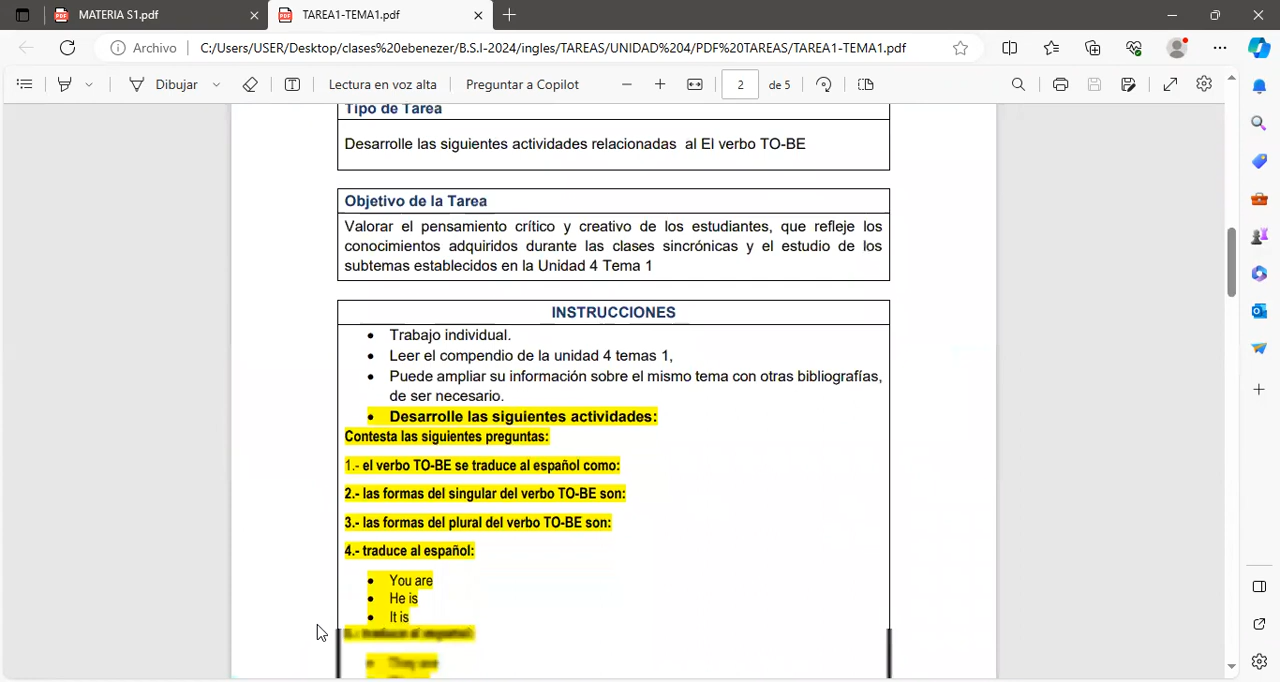 MATERIA S1.pdf
TAREA1-TEMA1.pdf
Archivo
C:/Users/USER/Desktop/clases%20ebenezer/B.S.I-2024/ingles/TAREAS/UNIDAD%204/PDF%20TAREAS/TAREA1-TEMA1.pdf
Dibujar
Lectura en voz alta
Preguntar a Copilot
2
de 5
Tipo de Tarea
Desarrolle las siguientes actividades relacionadas al El verbo TO-BE
Objetivo de la Tarea
Valorar el pensamiento crítico y creativo de los estudiantes, que refleje los
conocimientos adquiridos durante las clases sincrónicas y el estudio de los
subtemas establecidos en la Unidad 4 Tema 1
INSTRUCCIONES
• Trabajo individual.
• Leer el compendio de la unidad 4 temas 1,
• Puede ampliar su información sobre el mismo tema con otras bibliografías,
de ser necesario.
• Desarrolle las siguientes actividades:
Contesta las siguientes preguntas:
1.- el verbo TO-BE se traduce al español como:
2.- las formas del singular del verbo TO-BE son:
3.- las formas del plural del verbo TO-BE son:
4.- traduce al español:
• You are
• He is
• It is
traduce al español:
• They are